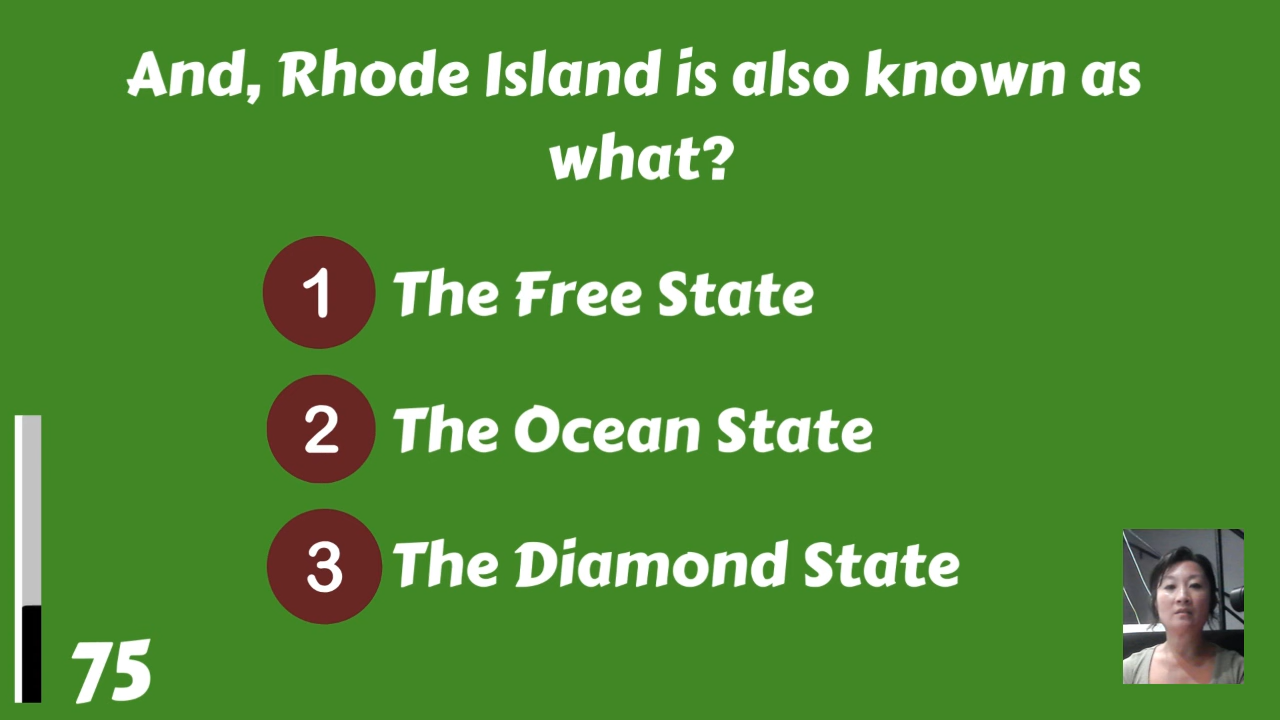 And, Rhode Island is also known as
what?
1 The Free State
2 The Ocean State
3 The Diamond State
75